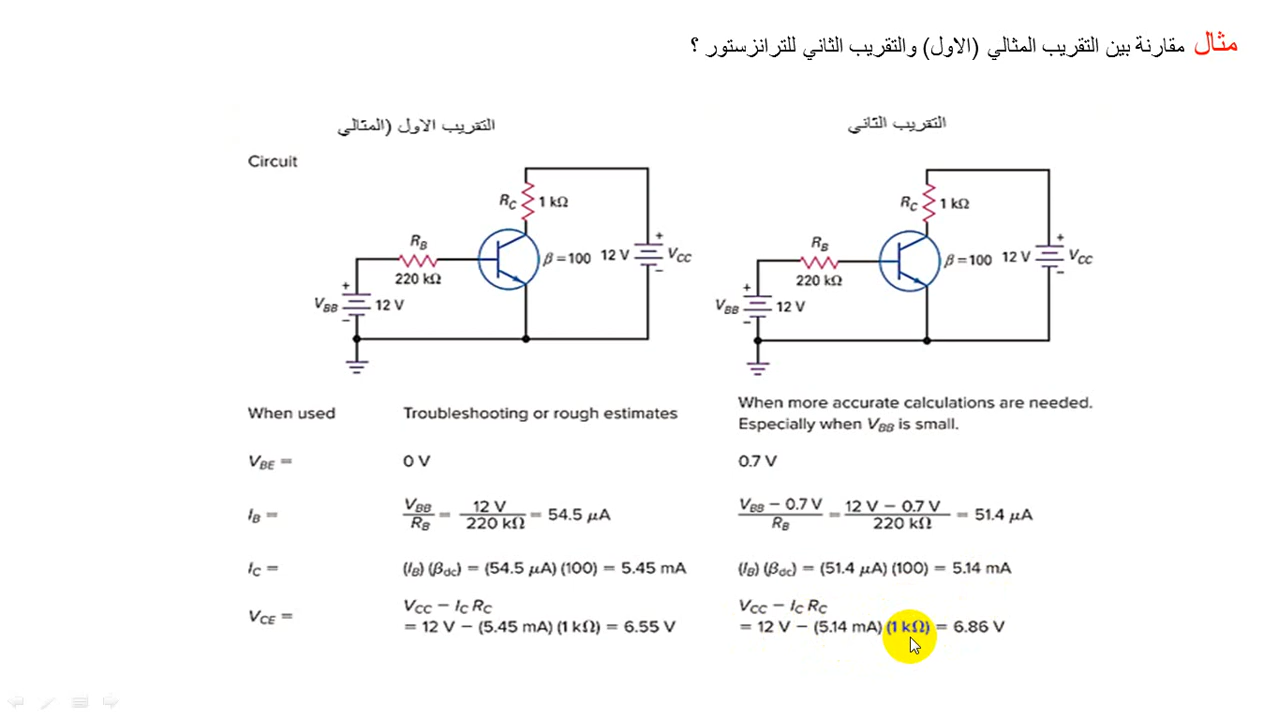 مثال مقارنة بين التقريب المثالي (الاول) والتقريب الثاني للترانزستور ؟
التقريب الاول (المثالي
التقريب الثاني
Circuit
RC 1 kΩ
RB
220 kΩ
β = 100 12 V VCC
+
−
+
VBB 12 V
−
RC 1 kΩ
RB
220 kΩ
β = 100 12 V VCC
+
−
+
VBB 12 V
−
When used
Troubleshooting or rough estimates
When more accurate calculations are needed.
Especially when VBB is small.
VBE =
0 V
0.7 V
IB =
VBB / RB = 12 V / 220 kΩ = 54.5 μA
VBB − 0.7 V / RB = 12 V − 0.7 V / 220 kΩ = 51.4 μA
IC =
(IB) (βdc) = (54.5 μA) (100) = 5.45 mA
(IB) (βdc) = (51.4 μA) (100) = 5.14 mA
VCE =
VCC − IC RC
= 12 V − (5.45 mA) (1 kΩ) = 6.55 V
VCC − IC RC
= 12 V − (5.14 mA) (1 kΩ) = 6.86 V